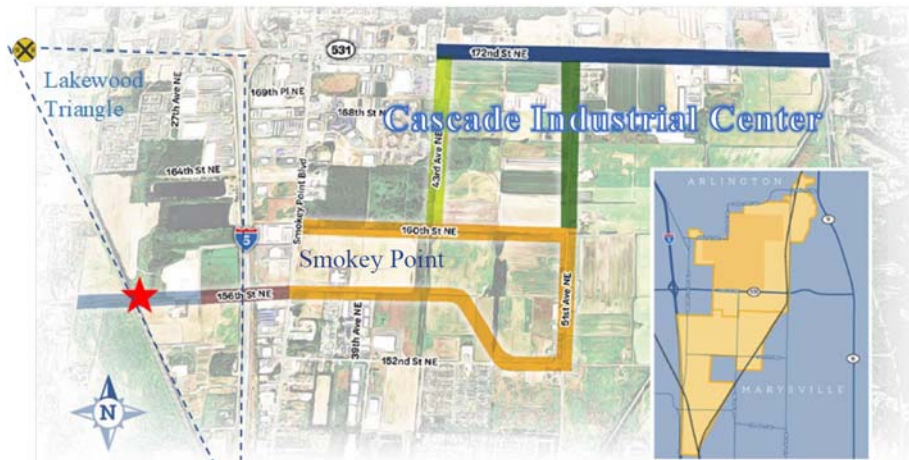 531
172nd St NE
Lakewood
Triangle
27th Ave NE
169th Pl NE
168th St N
Cascade Industrial Center
43rd Ave NE
164th St NE
Smokey Point Blvd
160th St NE
5
Smokey Point
51st Ave NE
156th St NE
39th Ave NE
152nd St NE
N
ARLINGTON
MARYSVILLE